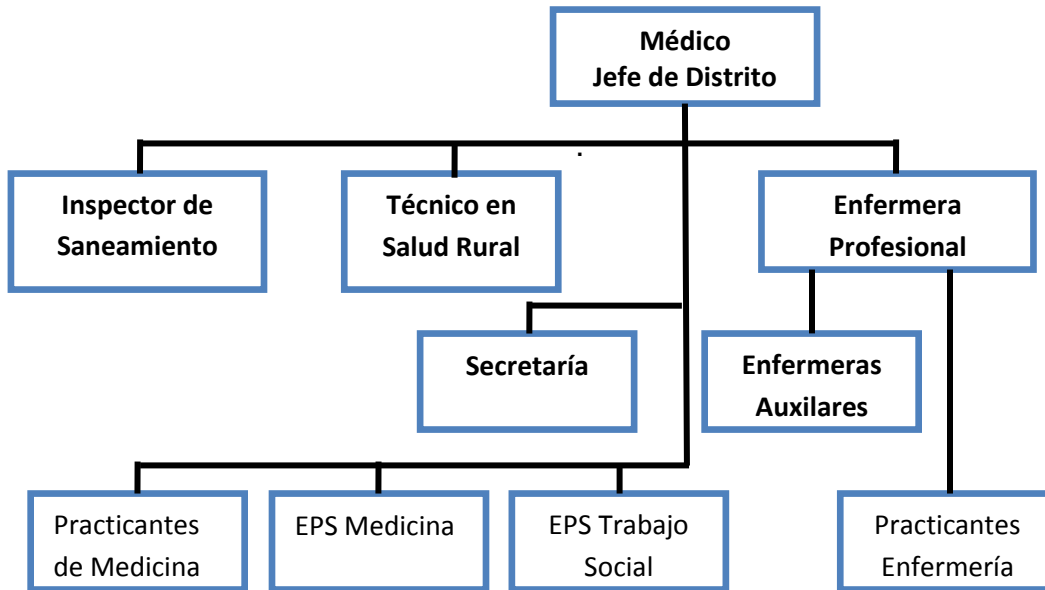 Médico
Jefe de Distrito
Inspector de
Saneamiento
Técnico en
Salud Rural
Enfermera
Profesional
Secretaría
Enfermeras
Auxilares
Practicantes
de Medicina
EPS Medicina
EPS Trabajo
Social
Practicantes
Enfermería